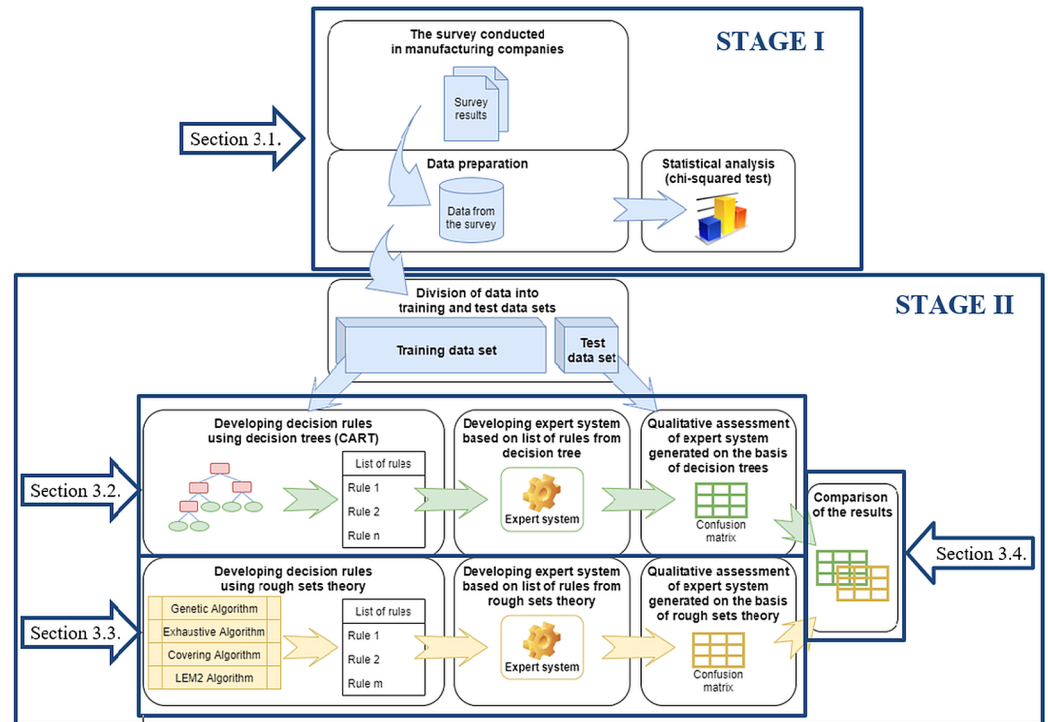 The survey conducted
in manufacturing companies
STAGE I
Survey
results
Section 3.1.
Data preparation
Data from
the survey
Statistical analysis
(chi-squared test)
STAGE II
Division of data into
training and test data sets
Training data set
Test
data set
Developing decision rules
using decision trees (CART)
List of rules
Rule 1
Rule 2
Rule n
Developing expert system
based on list of rules from
decision tree
Expert system
Qualitative assessment
of expert system
generated on the basis
of decision trees
Confusion
matrix
Section 3.2.
Comparison
of the results
Section 3.4.
Developing decision rules
using rough sets theory
Genetic Algorithm
Exhaustive Algorithm
Covering Algorithm
LEM2 Algorithm
List of rules
Rule 1
Rule 2
Rule m
Developing expert system
based on list of rules from
rough sets theory
Expert system
Qualitative assessment
of expert system
generated on the basis
of rough sets theory
Confusion
matrix
Section 3.3.